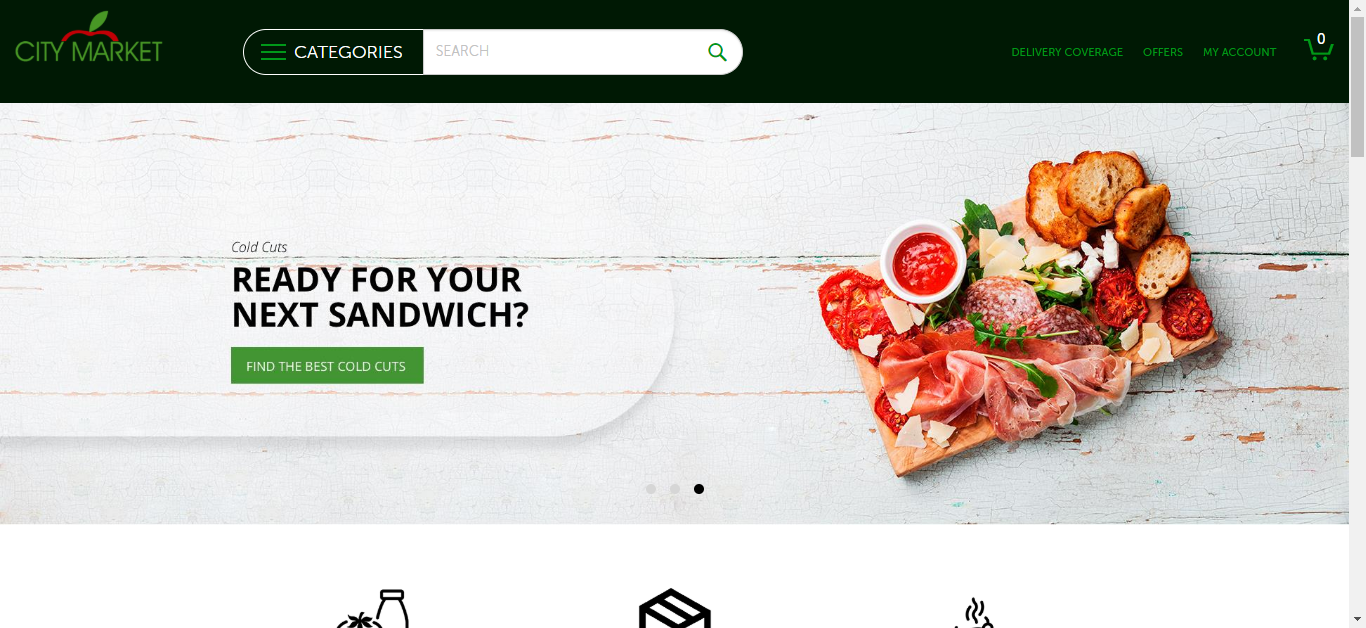 CITY MARKET
CATEGORIES
SEARCH
DELIVERY COVERAGE
OFFERS
MY ACCOUNT
0
Cold Cuts
READY FOR YOUR
NEXT SANDWICH?
FIND THE BEST COLD CUTS